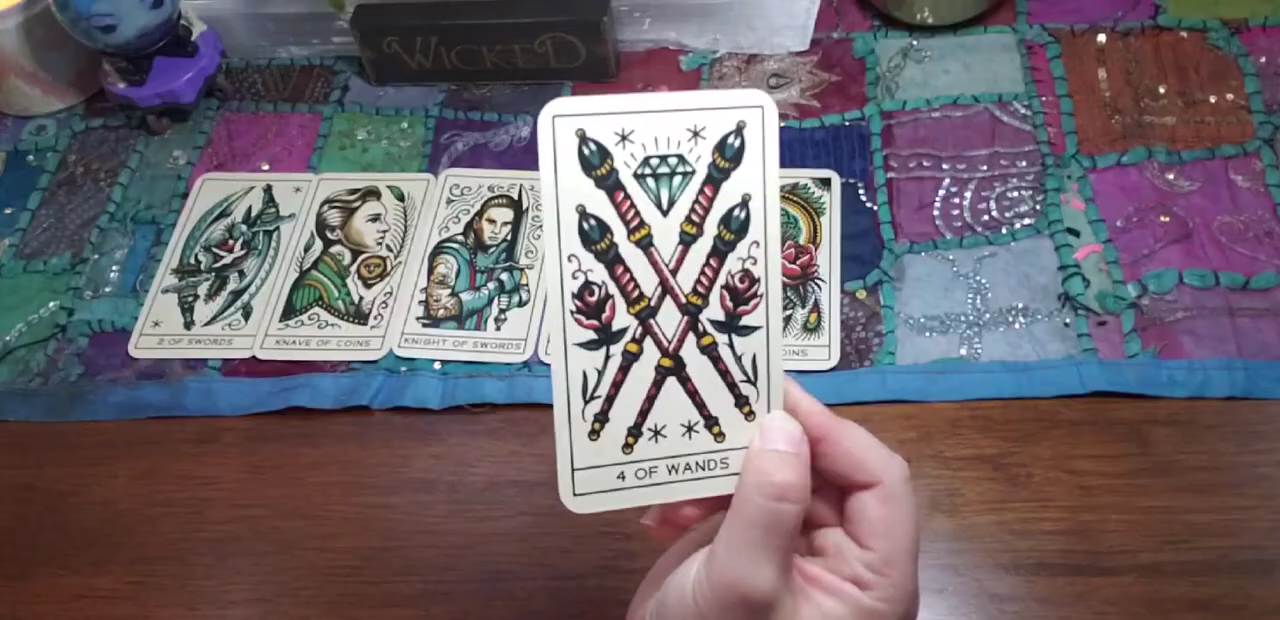 WICKED
2 OF SWORDS
KNAVE OF COINS
KNIGHT OF SWORDS
OINS
4 OF WANDS